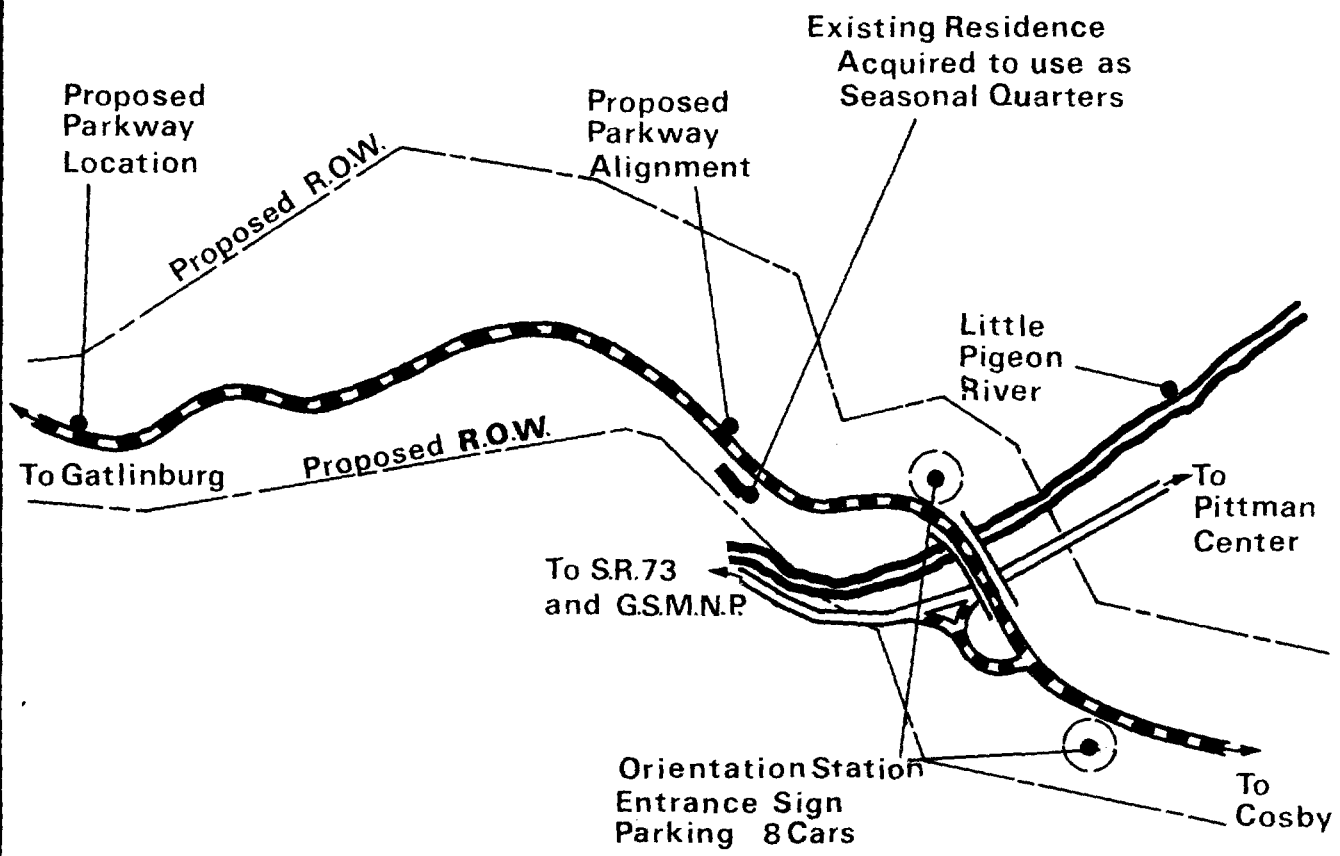 Existing Residence
Acquired to use as
Seasonal Quarters
Proposed
Parkway
Location
Proposed
Parkway
Alignment
Proposed R.O.W.
Little
Pigeon
River
To Gatlinburg
Proposed R.O.W.
To
Pittman
Center
To S.R.73
and G.S.M.N.P.
Orientation Station
Entrance Sign
Parking 8 Cars
To
Cosby